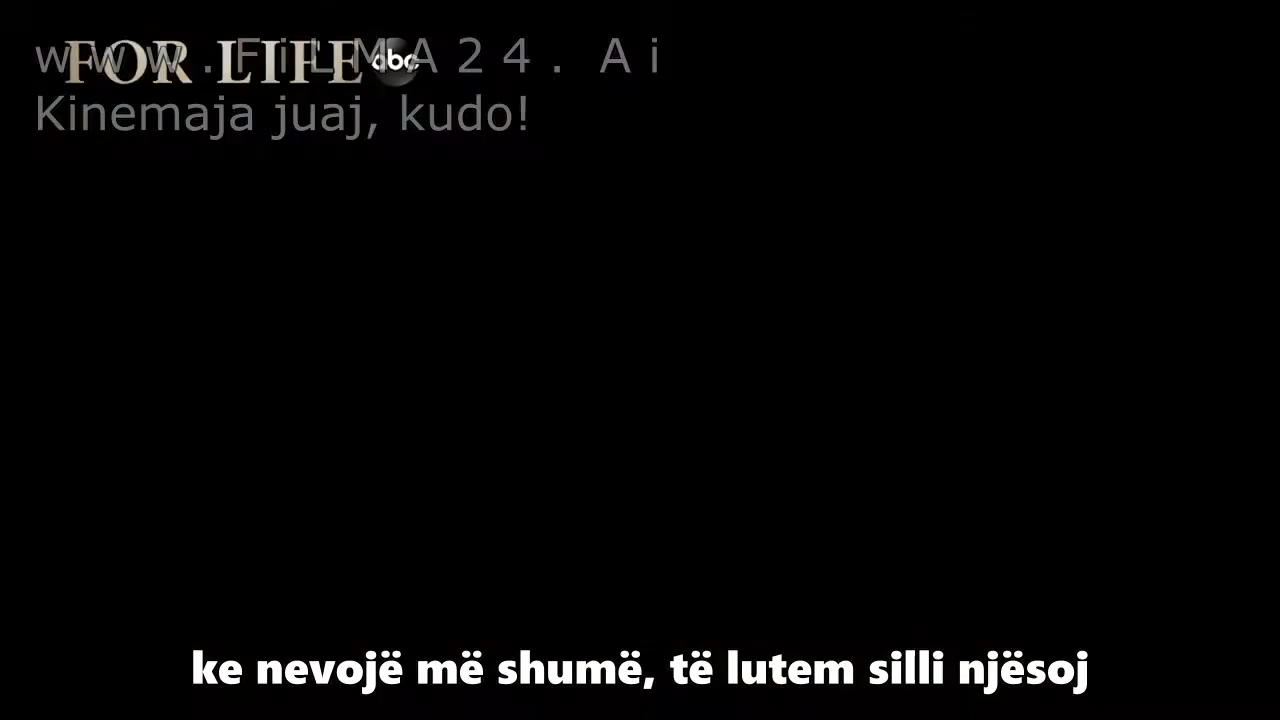 www.FiLMA24.Ai
FOR LIFE abc
Kinemaja juaj, kudo!
ke nevojë më shumë, të lutem silli njësoj